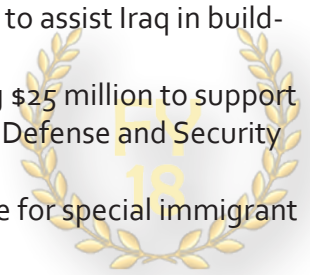 to assist Iraq in build-
$25 million to support
Defense and Security
FY
18
e for special immigrant